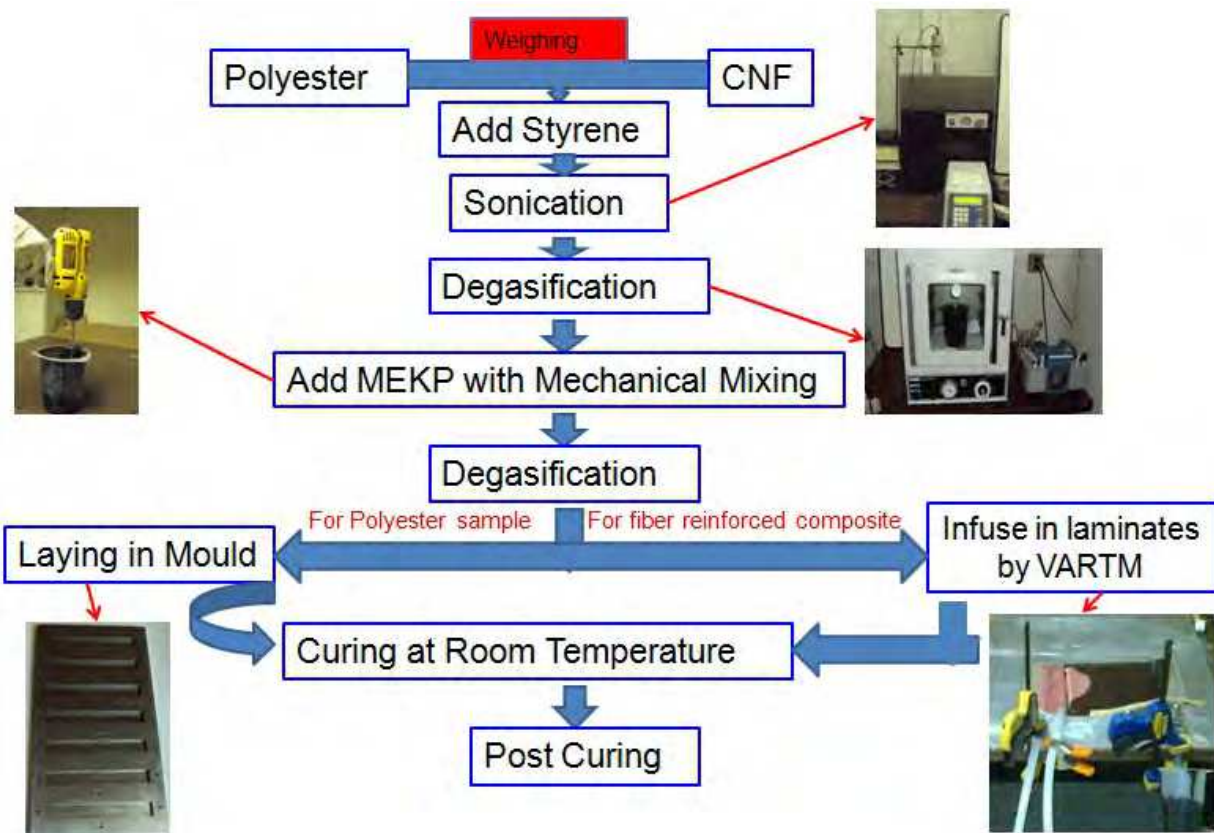 Weighing
Polyester
CNF
Add Styrene
Sonication
Degasification
Add MEKP with Mechanical Mixing
Degasification
For Polyester sample
For fiber reinforced composite
Laying in Mould
Infuse in laminates
by VARTM
Curing at Room Temperature
Post Curing